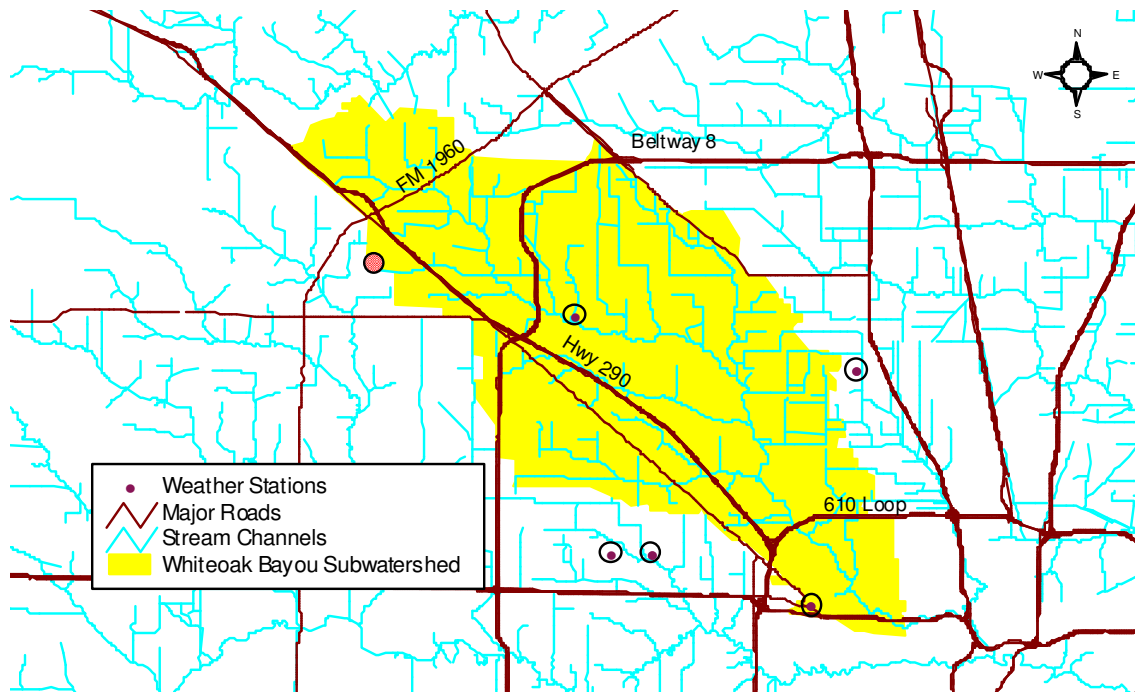 N
W E
S
Beltway 8
FM 1960
Hwy 290
610 Loop
Weather Stations
Major Roads
Stream Channels
Whiteoak Bayou Subwatershed